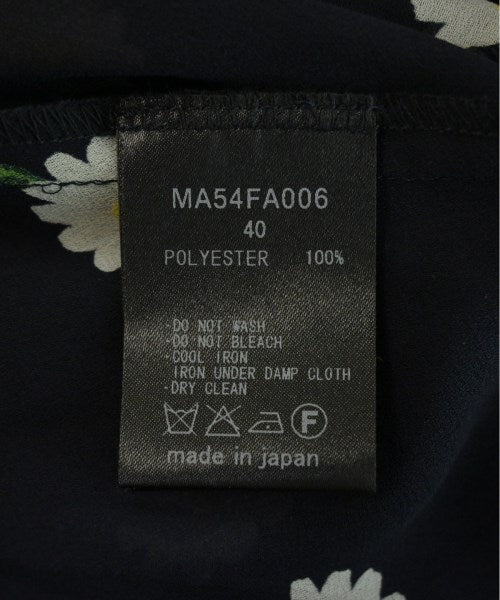 MA54FA006
40
POLYESTER 100%
·DO NOT WASH
·DO NOT BLEACH
·COOL IRON
IRON UNDER DAMP CLOTH
·DRY CLEAN
F
made in japan